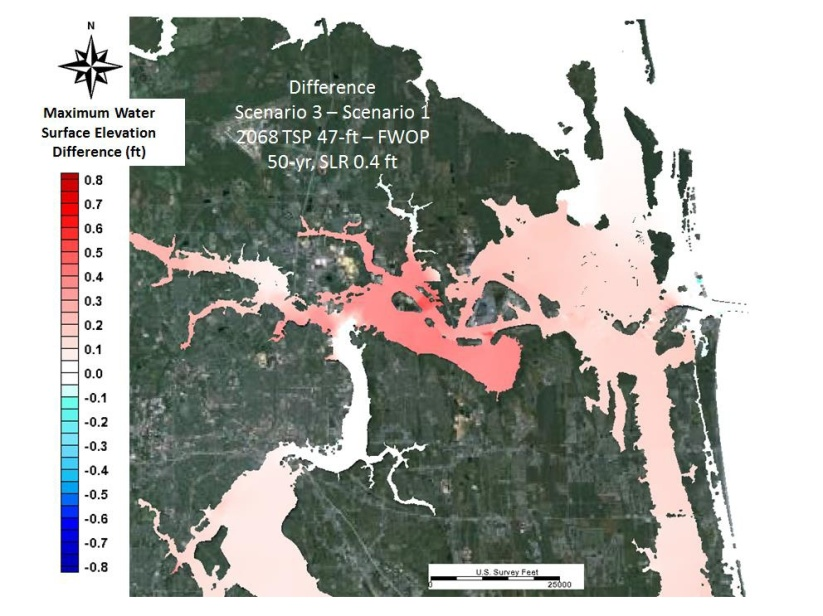 N
Maximum Water
Surface Elevation
Difference (ft)
0.8
0.7
0.6
0.5
0.4
0.3
0.2
0.1
0.0
-0.1
-0.2
-0.3
-0.4
-0.5
-0.6
-0.7
-0.8
Difference
Scenario 3 – Scenario 1
2068 TSP 47-ft – FWOP
50-yr, SLR 0.4 ft
U.S. Survey Feet
0 25000